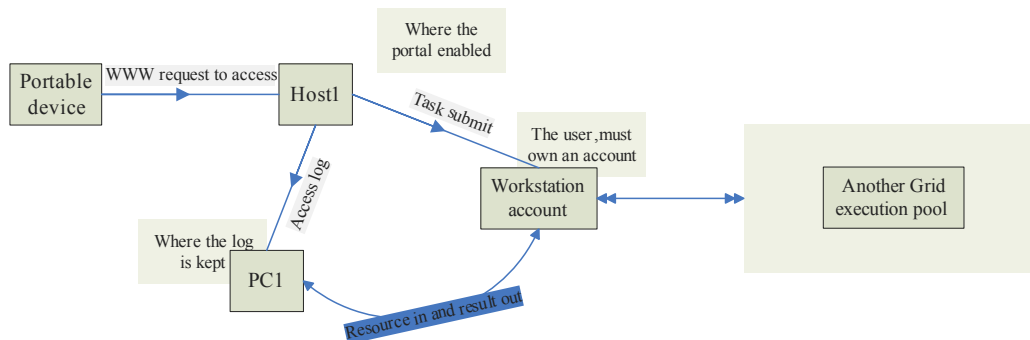 Where the
portal enabled
Portable
device
WWW request to access
Host1
Task submit
The user ,must
own an account
Workstation
account
Another Grid
execution pool
Access log
Where the log
is kept
PC1
Resource in and result out